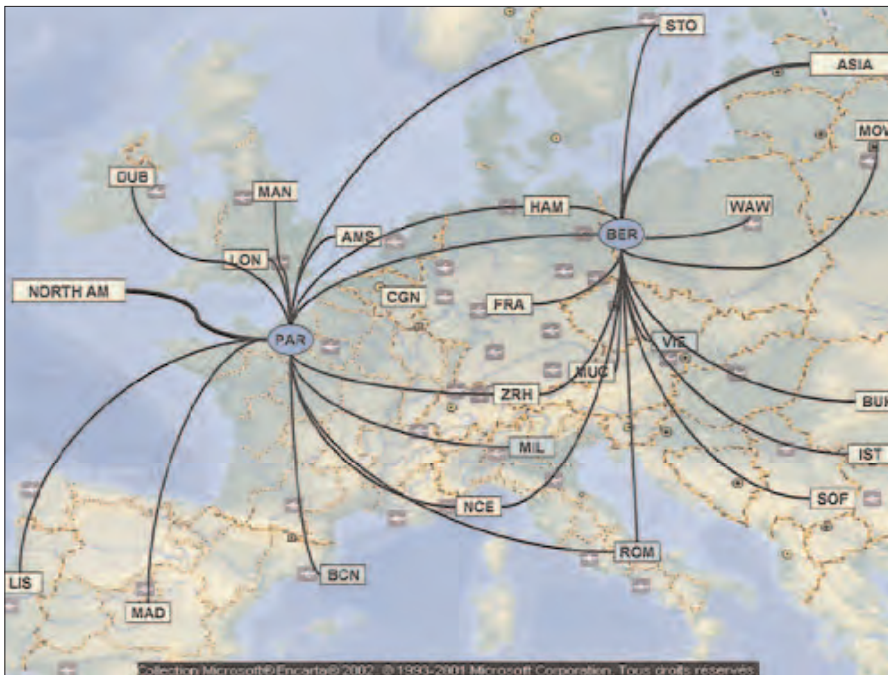 STO
ASIA
MOW
DUB
MAN
HAM
WAW
AMS
BER
LON
NORTH AM
CGN
FRA
PAR
VIE
MUC
ZRH
BUH
MIL
IST
NCE
SOF
ROM
BCN
LIS
MAD
Collection Microsoft® Encarta® 2002. © 1993-2001 Microsoft Corporation. Tous droits réservés.